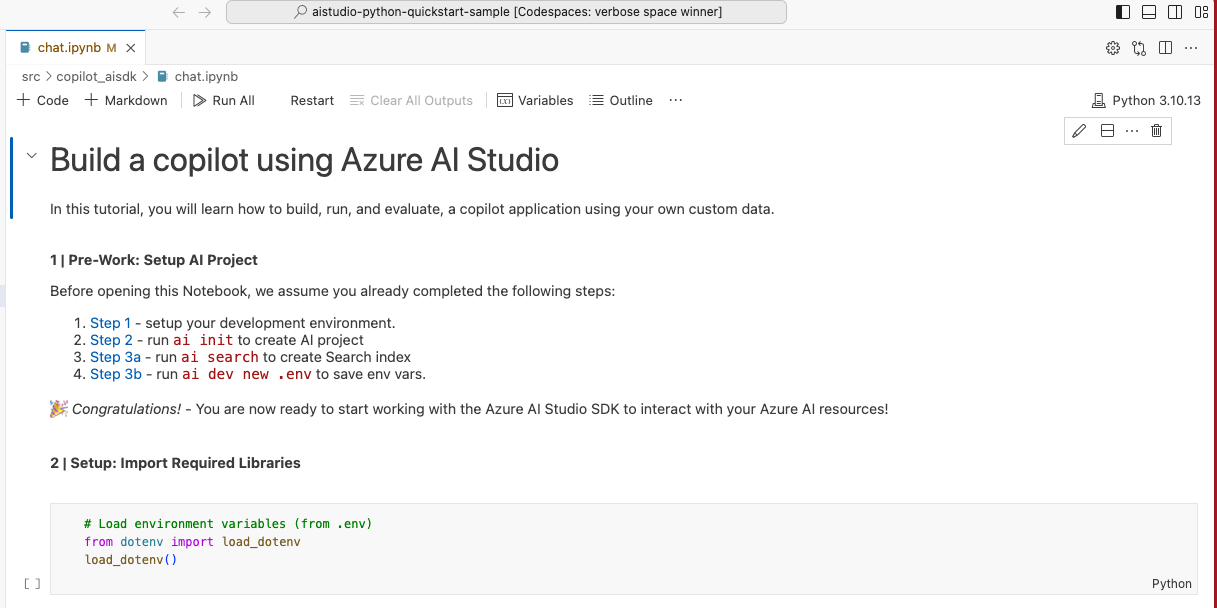 aistudio-python-quickstart-sample [Codespaces: verbose space winner]
chat.ipynb M
src > copilot_aisdk > chat.ipynb
Code Markdown Run All Restart Clear All Outputs Variables Outline ··· Python 3.10.13
Build a copilot using Azure AI Studio
In this tutorial, you will learn how to build, run, and evaluate, a copilot application using your own custom data.
1 | Pre-Work: Setup AI Project
Before opening this Notebook, we assume you already completed the following steps:
1. Step 1 - setup your development environment.
2. Step 2 - run ai init to create AI project
3. Step 3a - run ai search to create Search index
4. Step 3b - run ai dev new .env to save env vars.
🎉 Congratulations! - You are now ready to start working with the Azure AI Studio SDK to interact with your Azure AI resources!
2 | Setup: Import Required Libraries
# Load environment variables (from .env)
from dotenv import load_dotenv
load_dotenv()
[ ]
Python